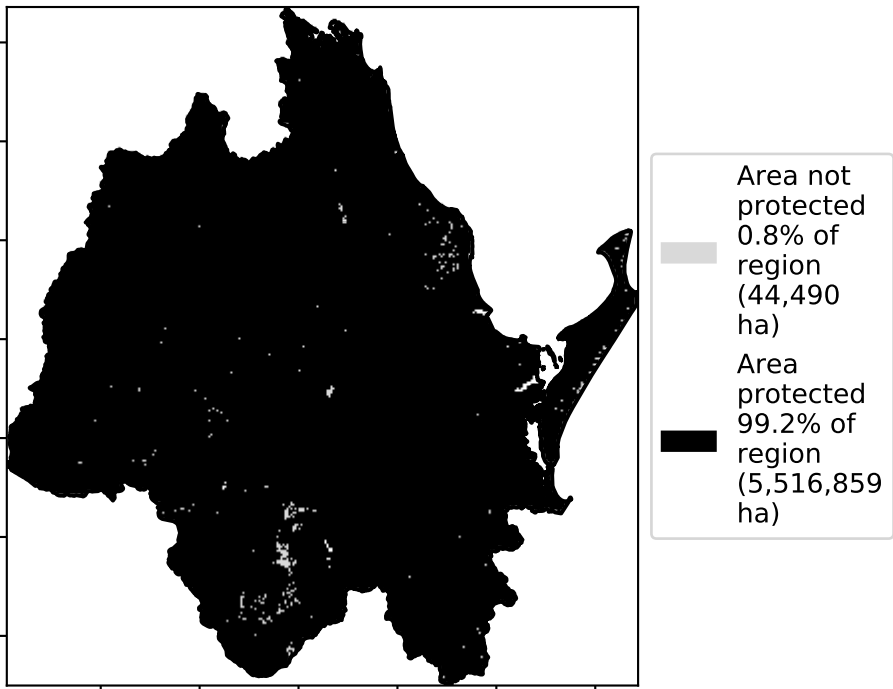 Area not
protected
0.8% of
region
(44,490
ha)
Area
protected
99.2% of
region
(5,516,859
ha)